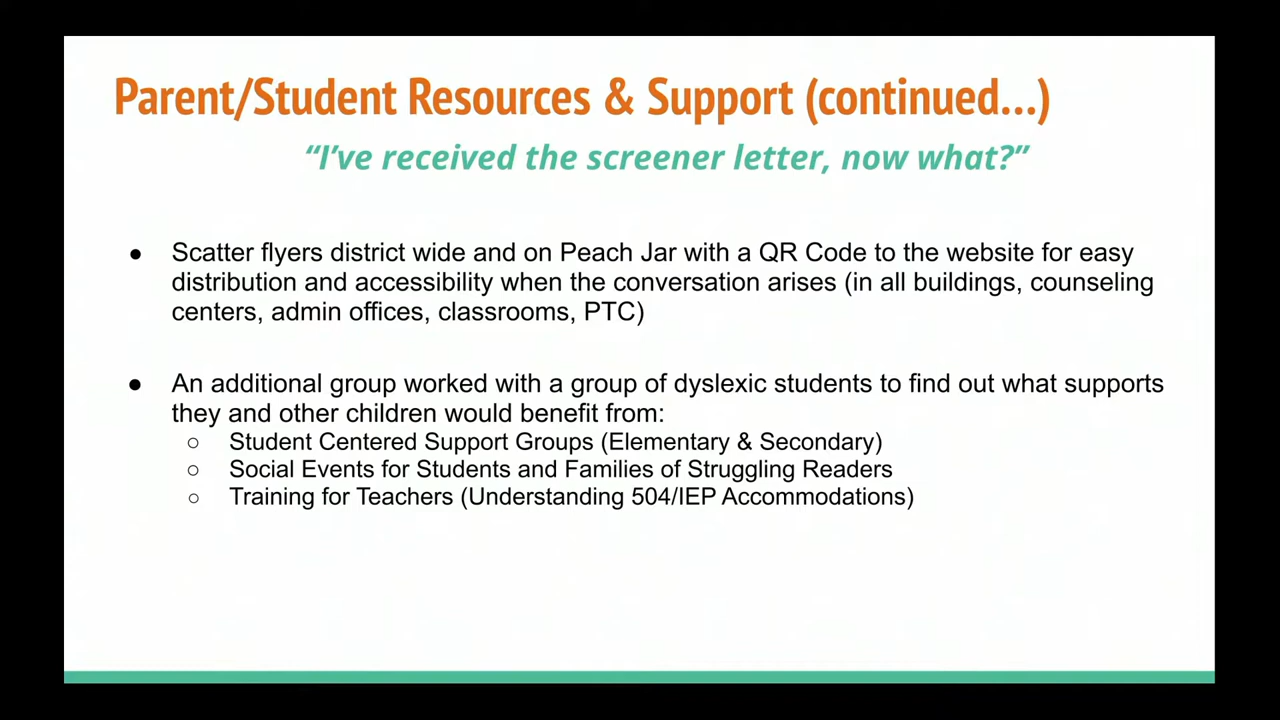 Parent/Student Resources & Support (continued...)
“I’ve received the screener letter, now what?”
● Scatter flyers district wide and on Peach Jar with a QR Code to the website for easy
distribution and accessibility when the conversation arises (in all buildings, counseling
centers, admin offices, classrooms, PTC)
● An additional group worked with a group of dyslexic students to find out what supports
they and other children would benefit from:
○ Student Centered Support Groups (Elementary & Secondary)
○ Social Events for Students and Families of Struggling Readers
○ Training for Teachers (Understanding 504/IEP Accommodations)